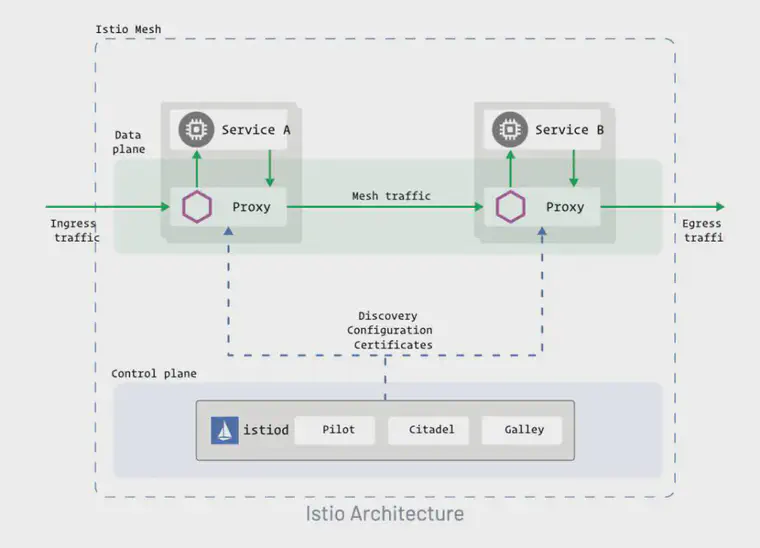 Istio Mesh
Service A
Service B
Data
plane
Proxy
Mesh traffic
Proxy
Ingress
traffic
Egress
traffi
Discovery
Configuration
Certificates
Control plane
istiod
Pilot
Citadel
Galley
Istio Architecture